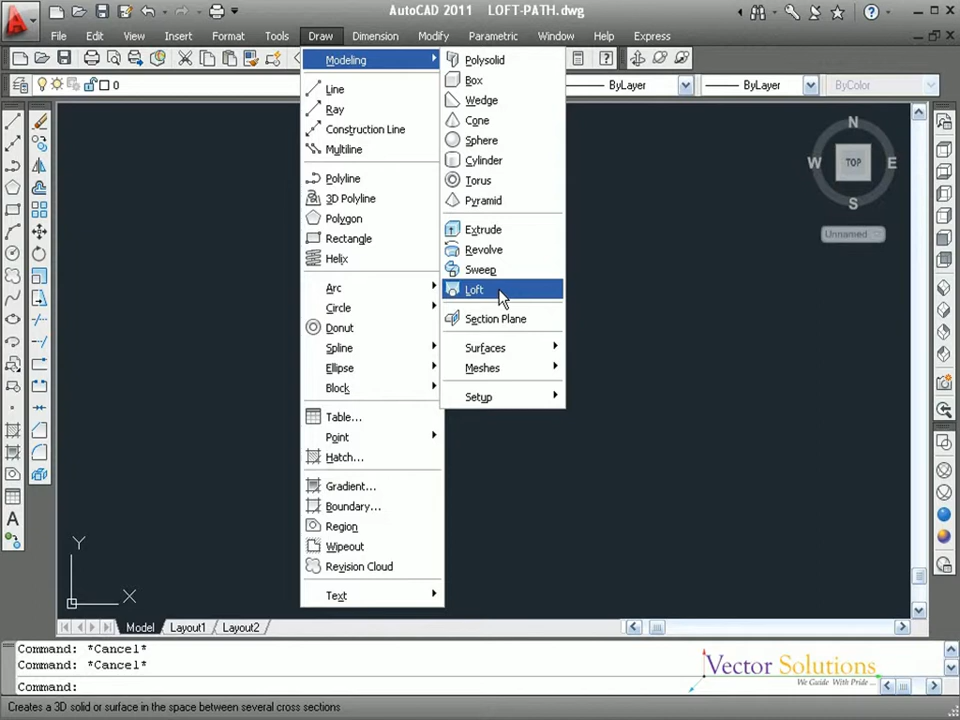 AutoCAD 2011 LOFT-PATH.dwg
File Edit View Insert Format Tools Draw Dimension Modify Parametric Window Help Express
0 ByLayer ByLayer ByColor
Modeling
Line
Ray
Construction Line
Multiline
Polyline
3D Polyline
Polygon
Rectangle
Helix
Arc
Circle
Donut
Spline
Ellipse
Block
Table...
Point
Hatch...
Gradient...
Boundary...
Region
Wipeout
Revision Cloud
Text
Polysolid
Box
Wedge
Cone
Sphere
Cylinder
Torus
Pyramid
Extrude
Revolve
Sweep
Loft
Section Plane
Surfaces
Meshes
Setup
N
W TOP E
S
Unnamed
A
Y
X
Model Layout1 Layout2
Command: *Cancel*
Command: *Cancel*
Command:
Vector Solutions
We Guide With Pride ...
Creates a 3D solid or surface in the space between several cross sections